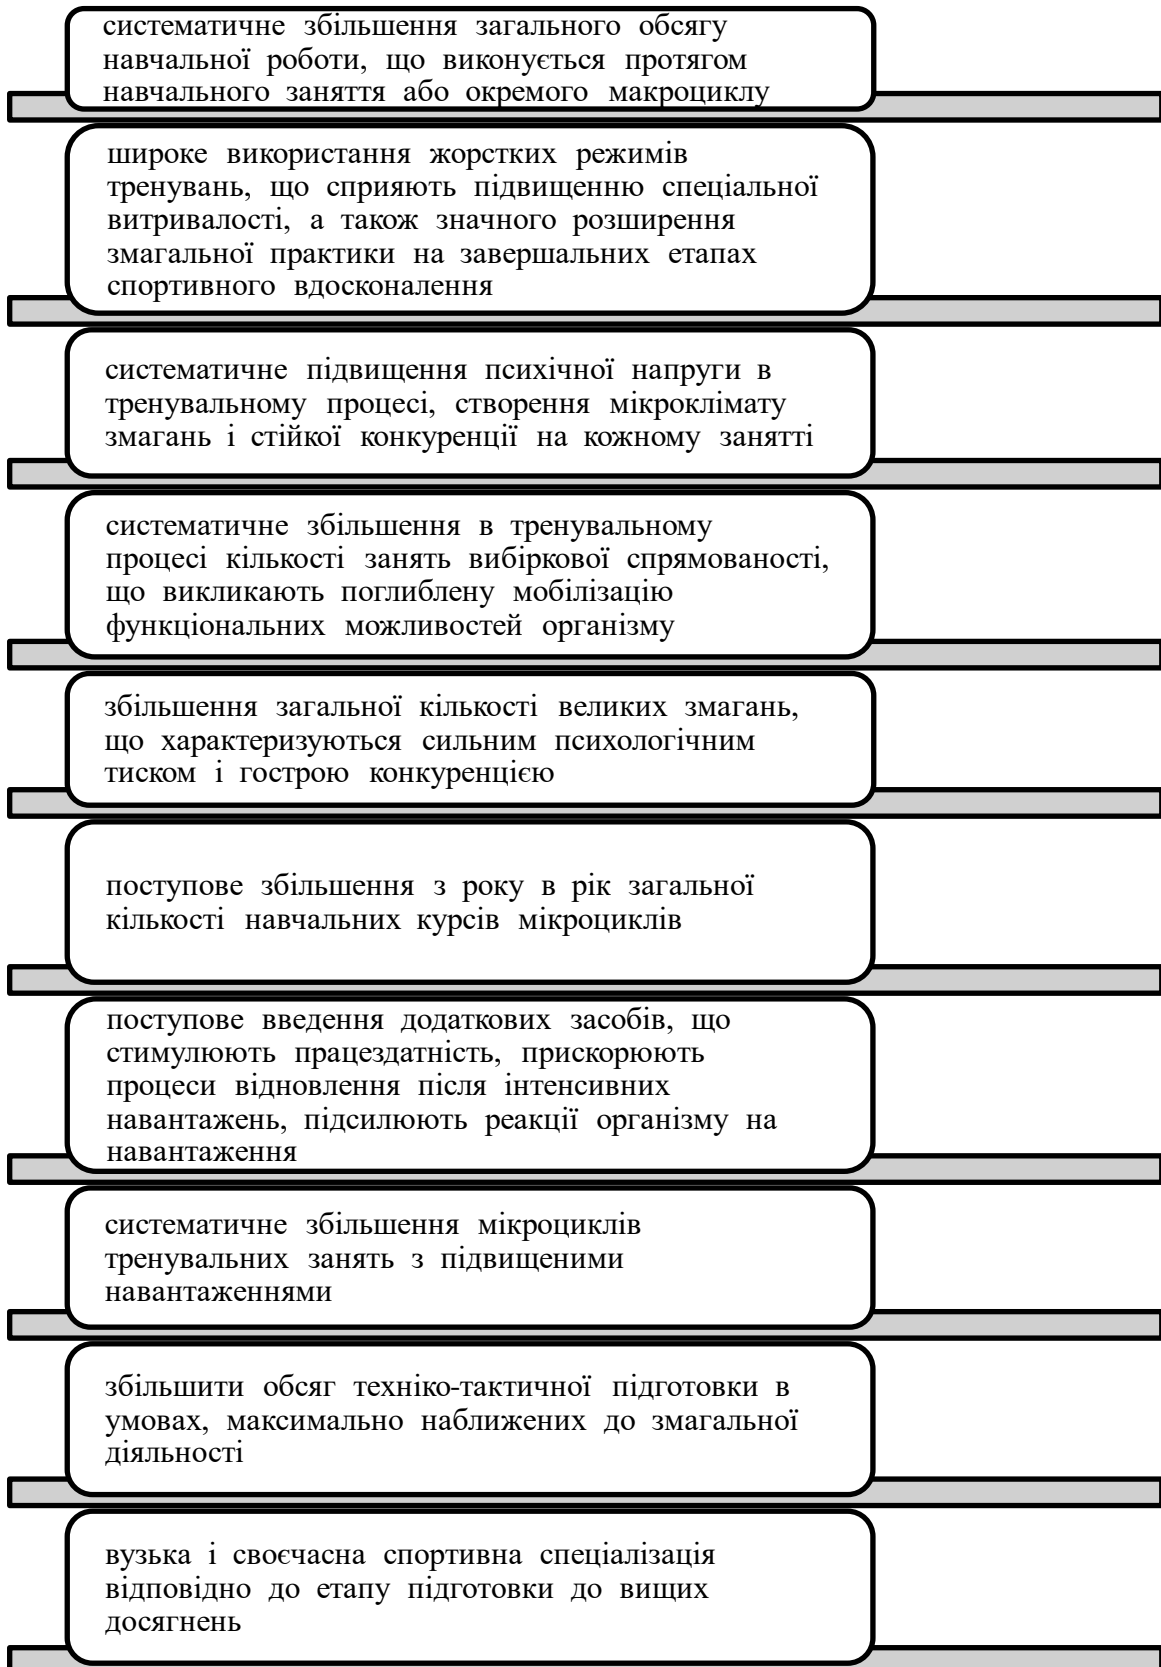 систематичне збільшення загального обсягу
навчальної роботи, що виконується протягом
навчального заняття або окремого макроциклу
широке використання жорстких режимів
тренувань, що сприяють підвищенню спеціальної
витривалості, а також значного розширення
змагальної практики на завершальних етапах
спортивного вдосконалення
систематичне підвищення психічної напруги в
тренувальному процесі, створення мікроклімату
змагань і стійкої конкуренції на кожному занятті
систематичне збільшення в тренувальному
процесі кількості занять вибіркової спрямованості,
що викликають поглиблену мобілізацію
функціональних можливостей організму
збільшення загальної кількості великих змагань,
що характеризуються сильним психологічним
тиском і гострою конкуренцією
поступове збільшення з року в рік загальної
кількості навчальних курсів мікроциклів
поступове введення додаткових засобів, що
стимулюють працездатність, прискорюють
процеси відновлення після інтенсивних
навантажень, підсилюють реакції організму на
навантаження
систематичне збільшення мікроциклів
тренувальних занять з підвищеними
навантаженнями
збільшити обсяг техніко-тактичної підготовки в
умовах, максимально наближених до змагальної
діяльності
вузька і своєчасна спортивна спеціалізація
відповідно до етапу підготовки до вищих
досягнень